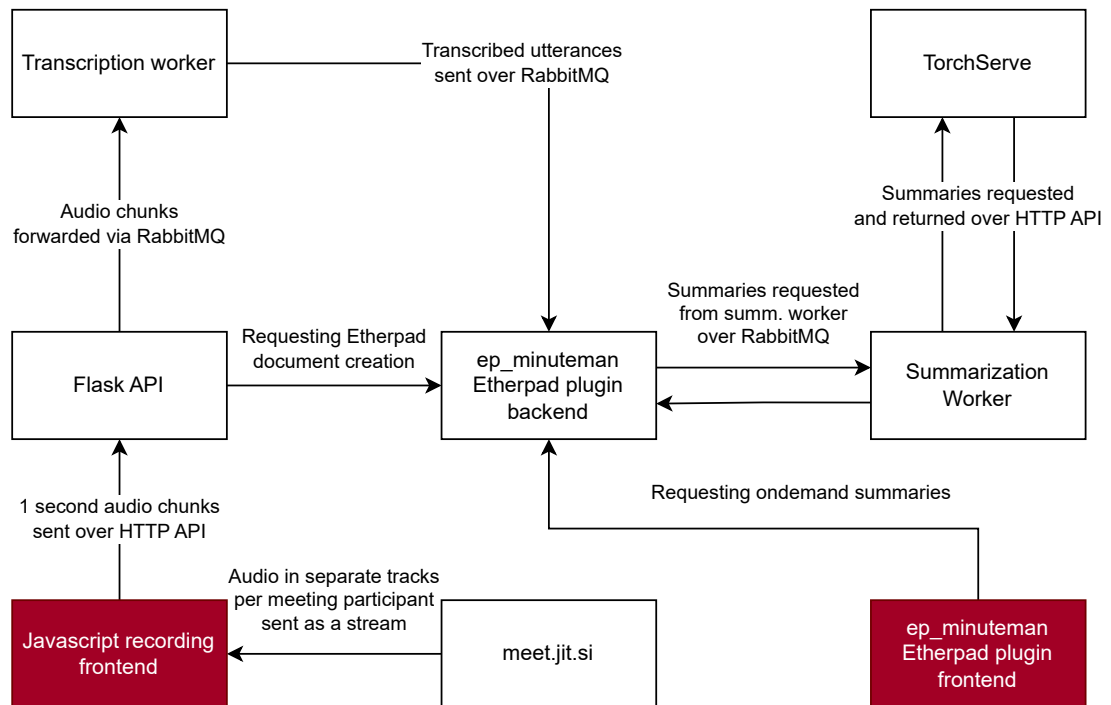 Transcription worker
Transcribed utterances
sent over RabbitMQ
TorchServe
Audio chunks
forwarded via RabbitMQ
Summaries requested
and returned over HTTP API
Flask API
Requesting Etherpad
document creation
ep_minuteman
Etherpad plugin
backend
Summaries requested
from summ. worker
over RabbitMQ
Summarization
Worker
1 second audio chunks
sent over HTTP API
Requesting ondemand summaries
Javascript recording
frontend
Audio in separate tracks
per meeting participant
sent as a stream
meet.jit.si
ep_minuteman
Etherpad plugin
frontend